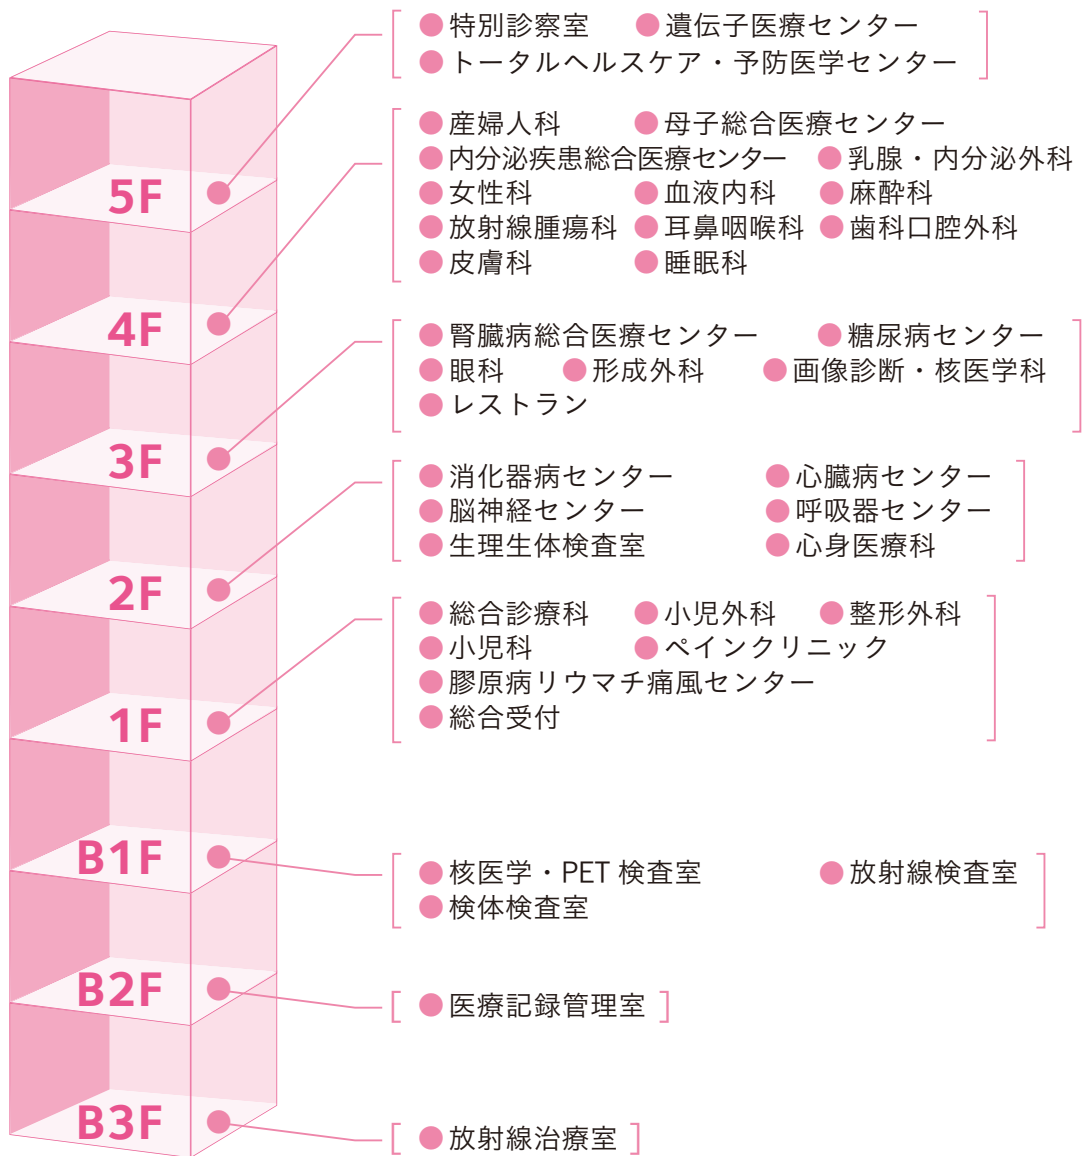 5F
● 特別診察室 ● 遺伝子医療センター
● トータルヘルスケア・予防医学センター
4F
● 産婦人科 ● 母子総合医療センター
● 内分泌疾患総合医療センター ● 乳腺・内分泌外科
● 女性科 ● 血液内科 ● 麻酔科
● 放射線腫瘍科 ● 耳鼻咽喉科 ● 歯科口腔外科
● 皮膚科 ● 睡眠科
3F
● 腎臓病総合医療センター ● 糖尿病センター
● 眼科 ● 形成外科 ● 画像診断・核医学科
● レストラン
2F
● 消化器病センター ● 心臓病センター
● 脳神経センター ● 呼吸器センター
● 生理生体検査室 ● 心身医療科
1F
● 総合診療科 ● 小児外科 ● 整形外科
● 小児科 ● ペインクリニック
● 膠原病リウマチ痛風センター
● 総合受付
B1F
● 核医学・PET 検査室 ● 放射線検査室
● 検体検査室
B2F
● 医療記録管理室
B3F
● 放射線治療室